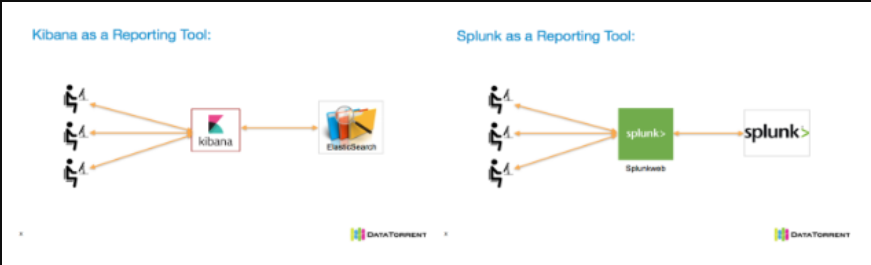 Kibana as a Reporting Tool:
kibana
ElasticSearch
DATATORRENT
Splunk as a Reporting Tool:
splunk>
Splunkweb
splunk>
DATATORRENT